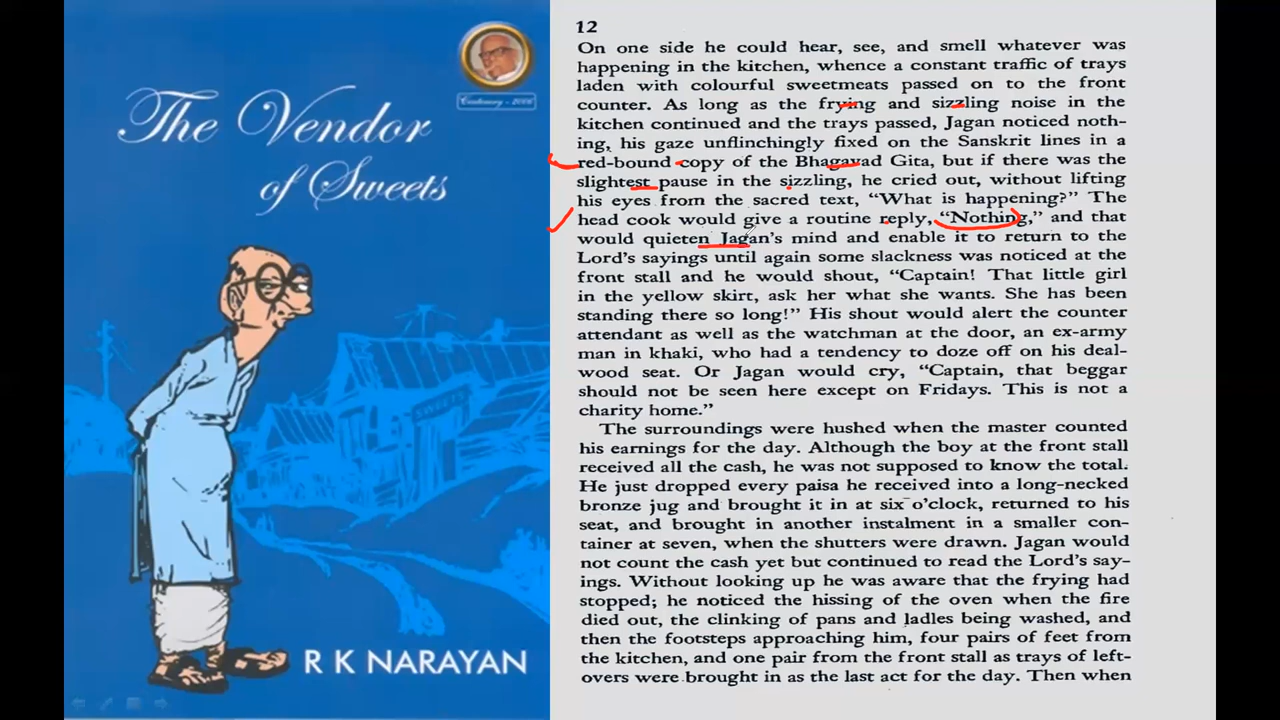 The Vendor
of Sweets
Centenary - 2006
SWEETS
R K NARAYAN
12
On one side he could hear, see, and smell whatever was
happening in the kitchen, whence a constant traffic of trays
laden with colourful sweetmeats passed on to the front
counter. As long as the frying and sizzling noise in the
kitchen continued and the trays passed, Jagan noticed noth-
ing, his gaze unflinchingly fixed on the Sanskrit lines in a
red-bound copy of the Bhagavad Gita, but if there was the
slightest pause in the sizzling, he cried out, without lifting
his eyes from the sacred text, “What is happening?” The
head cook would give a routine reply, “Nothing,” and that
would quieten Jagan’s mind and enable it to return to the
Lord’s sayings until again some slackness was noticed at the
front stall and he would shout, “Captain! That little girl
in the yellow skirt, ask her what she wants. She has been
standing there so long!” His shout would alert the counter
attendant as well as the watchman at the door, an ex-army
man in khaki, who had a tendency to doze off on his deal-
wood seat. Or Jagan would cry, “Captain, that beggar
should not be seen here except on Fridays. This is not a
charity home.”
The surroundings were hushed when the master counted
his earnings for the day. Although the boy at the front stall
received all the cash, he was not supposed to know the total.
He just dropped every paisa he received into a long-necked
bronze jug and brought it in at six o’clock, returned to his
seat, and brought in another instalment in a smaller con-
tainer at seven, when the shutters were drawn. Jagan would
not count the cash yet but continued to read the Lord’s say-
ings. Without looking up he was aware that the frying had
stopped; he noticed the hissing of the oven when the fire
died out, the clinking of pans and ladles being washed, and
then the footsteps approaching him, four pairs of feet from
the kitchen, and one pair from the front stall as trays of left-
overs were brought in as the last act for the day. Then when